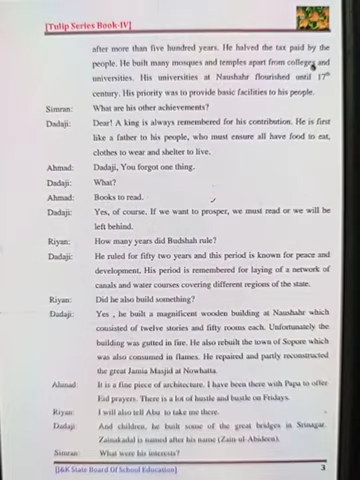 [Tulip Series Book-IV]
after more than five hundred years. He halved the tax paid by the
people. He built many mosques and temples apart from colleges and
universities. His universities at Naushahr flourished until 17th
century. His priority was to provide basic facilities to his people.
Simran: What are his other achievements?
Dadaji: Dear! A king is always remembered for his contribution. He is first
like a father to his people, who must ensure all have food to eat,
clothes to wear and shelter to live.
Ahmad: Dadaji, You forgot one thing.
Dadaji: What?
Ahmad: Books to read.
Dadaji: Yes, of course. If we want to prosper, we must read or we will be
left behind.
Riyan: How many years did Budshah rule?
Dadaji: He ruled for fifty two years and this period is known for peace and
development. His period is remembered for laying of a network of
canals and water courses covering different regions of the state.
Riyan: Did he also build something?
Dadaji: Yes , he built a magnificent wooden building at Naushahr which
consisted of twelve stories and fifty rooms each. Unfortunately the
building was gutted in fire. He also rebuilt the town of Sopore which
was also consumed in flames. He repaired and partly reconstructed
the great Jamia Masjid at Nowhatta.
Ahmad: It is a fine piece of architecture. I have been there with Papa to offer
Eid prayers. There is a lot of hustle and bustle on Fridays.
Riyan: I will also tell Abu to take me there.
Dadaji: And children, he built some of the great bridges in Srinagar.
Zainakadal is named after his name (Zain-ul-Abideen).
Simran: What were his interests?
[J&K State Board Of School Education] 3